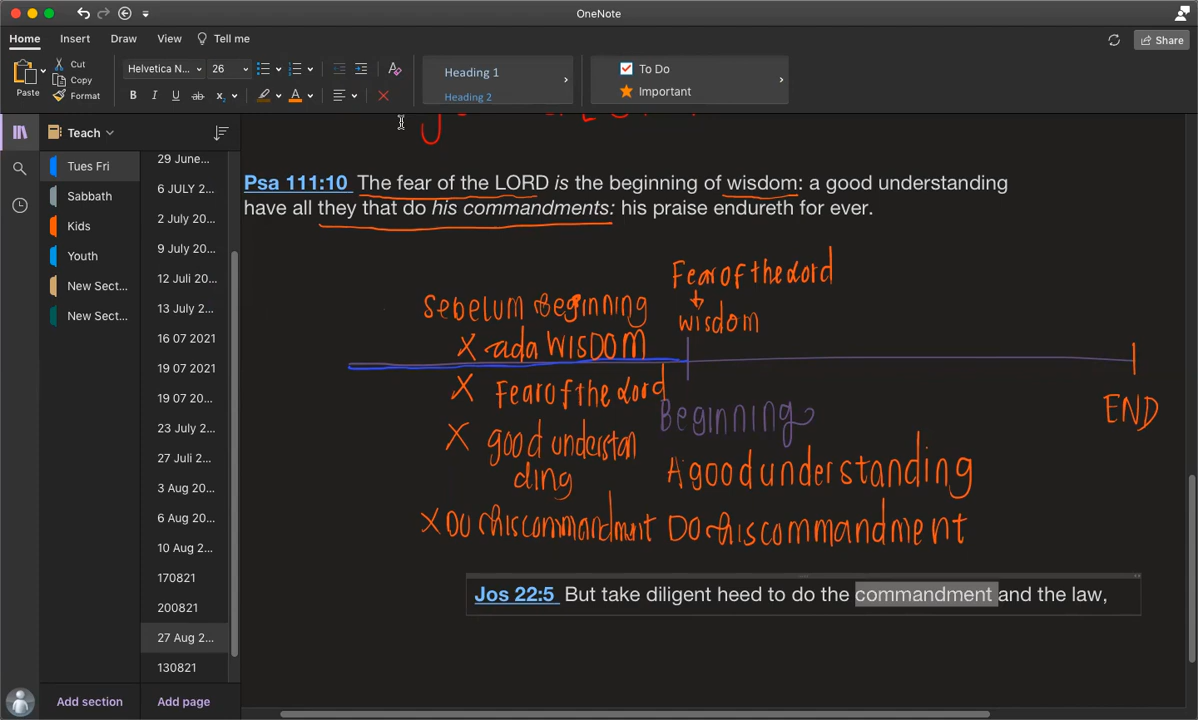 OneNote
Home Insert Draw View Tell me
Share
Paste
Cut
Copy
Format
Helvetica N... 26
B I U ab X₂ A
Heading 1
Heading 2
To Do
Important
Teach
Tues Fri
Sabbath
Kids
Youth
New Sect...
New Sect...
29 June...
6 JULY 2...
2 July 20...
9 July 20...
12 Juli 20...
13 July 2...
16 07 2021
19 07 2021
19 07 20...
23 July 2...
27 Juli 2...
3 Aug 20...
6 Aug 20...
10 Aug 2...
170821
200821
27 Aug 2...
130821
Add section
Add page
Psa 111:10 The fear of the LORD is the beginning of wisdom: a good understanding
have all they that do his commandments: his praise endureth for ever.
Fear of the Lord
wisdom
Sebelum Beginning
X ada WISDOM
X Fear of the Lord
X good understan
ding
X Do his commandment
Beginning
A good understanding
Do his commandment
END
Jos 22:5 But take diligent heed to do the commandment and the law,